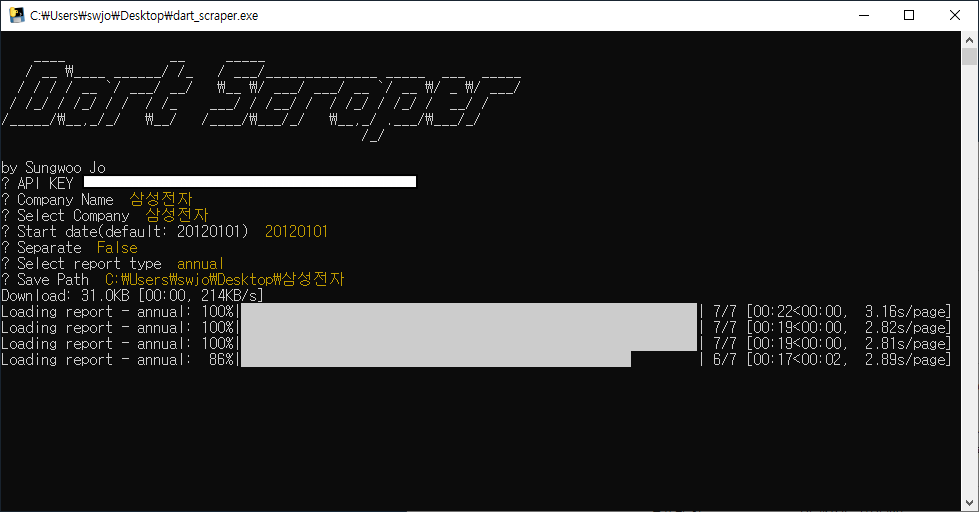 C:₩Users₩swjo₩Desktop₩dart_scraper.exe
Dart Scraper
by Sungwoo Jo
? API KEY
? Company Name 삼성전자
? Select Company 삼성전자
? Start date(default: 20120101) 20120101
? Separate False
? Select report type annual
? Save Path C:₩Users₩swjo₩Desktop₩삼성전자
Download: 31.0KB [00:00, 214KB/s]
Loading report - annual: 100%| | 7/7 [00:22<00:00, 3.16s/page]
Loading report - annual: 100%| | 7/7 [00:19<00:00, 2.82s/page]
Loading report - annual: 100%| | 7/7 [00:19<00:00, 2.81s/page]
Loading report - annual: 86%| | 6/7 [00:17<00:02, 2.89s/page]